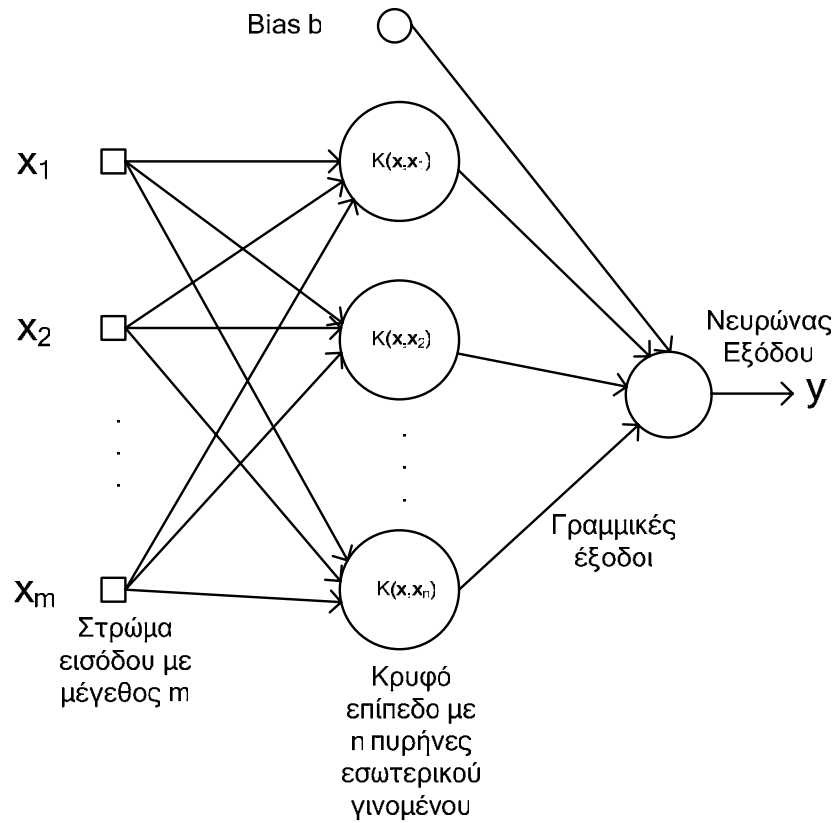 Bias b
x1
K(x,x1)
x2
K(x,x2)
Νευρώνας
Εξόδου
y
.
.
.
.
.
.
Γραμμικές
έξοδοι
xm
K(x,xn)
Στρώμα
εισόδου με
μέγεθος m
Κρυφό
επίπεδο με
n πυρήνες
εσωτερικού
γινομένου